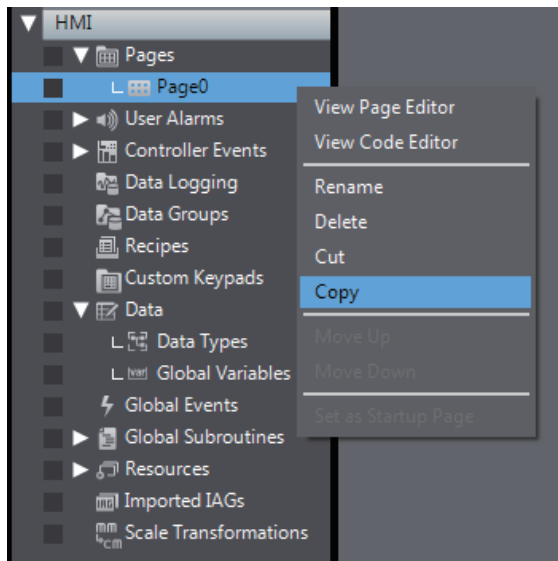 HMI
Pages
Page0
User Alarms
Controller Events
Data Logging
Data Groups
Recipes
Custom Keypads
Data
Data Types
Global Variables
Global Events
Global Subroutines
Resources
Imported IAGs
Scale Transformations
View Page Editor
View Code Editor
Rename
Delete
Cut
Copy
Move Up
Move Down
Set as Startup Page